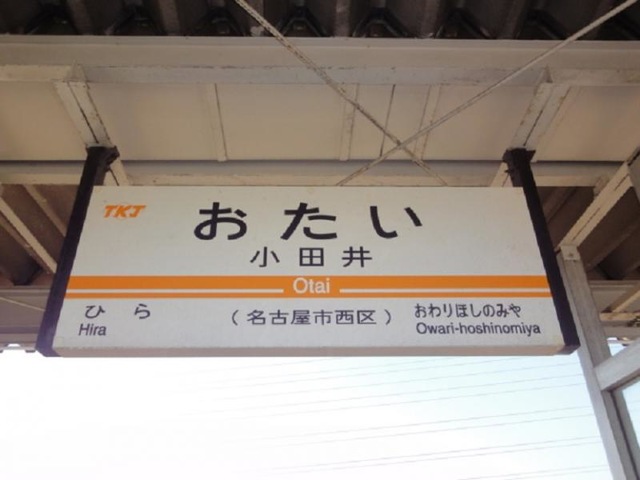 TKJ
おたい
小田井
Otai
ひら
Hira
（名古屋市西区）
おわりほしのみや
Owari-hoshinomiya